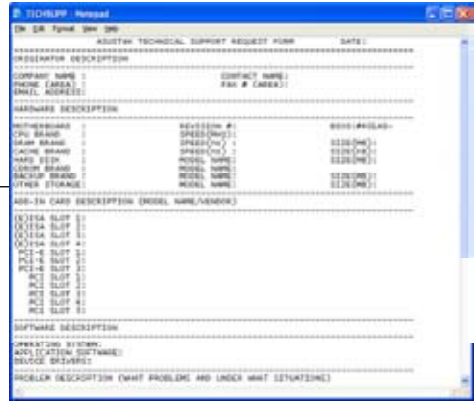 TECHSUPP - Notepad
File Edit Format View Help
ASUSTEK TECHNICAL SUPPORT REQUEST FORM DATE:
ORIGINATOR DESCRIPTION
COMPANY NAME : CONTACT NAME:
PHONE (AREA) : FAX # (AREA):
EMAIL ADDRESS:
HARDWARE DESCRIPTION
MOTHERBOARD : REVISION #:
CPU BRAND : SPEED(MHz):
DRAM BRAND : SPEED(ns) : SIZE(MB):
CACHE BRAND : SPEED(ns) : SIZE(KB):
HARD DISK : MODEL NAME: SIZE(MB):
CDROM BRAND : MODEL NAME:
BACKUP BRAND : MODEL NAME: SIZE(MB):
OTHER STORAGE: MODEL NAME: SIZE(MB):
ADD-IN CARD DESCRIPTION (MODEL NAME/VENDOR)
(E)ISA SLOT 1:
(E)ISA SLOT 2:
(E)ISA SLOT 3:
(E)ISA SLOT 4:
PCI-E SLOT 1:
PCI-E SLOT 2:
PCI-E SLOT 3:
PCI SLOT 1:
PCI SLOT 2:
PCI SLOT 3:
PCI SLOT 4:
PCI SLOT 5:
SOFTWARE DESCRIPTION
OPERATING SYSTEM:
APPLICATION SOFTWARE:
DEVICE DRIVERS:
PROBLEM DESCRIPTION (WHAT PROBLEMS AND UNDER WHAT SITUATIONS)